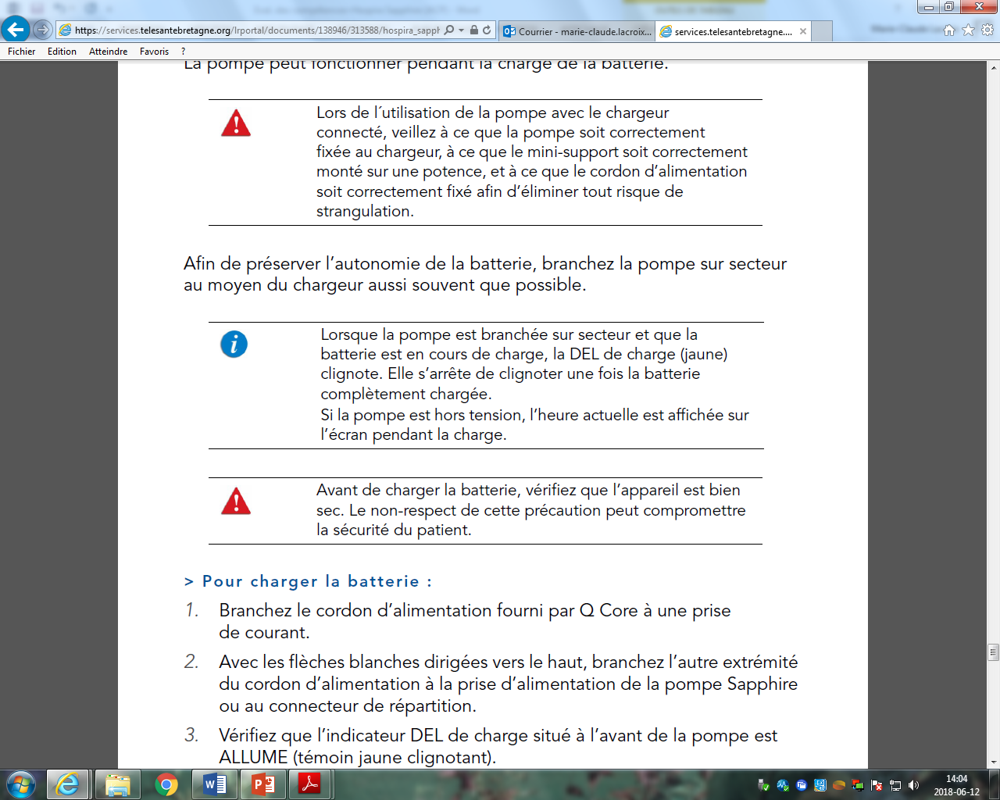 https://services.telesantebretagne.org/lrportal/documents/138946/313588/hospira_sapph
Courrier - marie-claude.lacroix...
services.telesantebretagne....
Fichier Edition Atteindre Favoris ?
La pompe peut fonctionner pendant la charge de la batterie.
Lors de l´utilisation de la pompe avec le chargeur
connecté, veillez à ce que la pompe soit correctement
fixée au chargeur, à ce que le mini-support soit correctement
monté sur une potence, et à ce que le cordon d’alimentation
soit correctement fixé afin d’éliminer tout risque de
strangulation.
Afin de préserver l’autonomie de la batterie, branchez la pompe sur secteur
au moyen du chargeur aussi souvent que possible.
Lorsque la pompe est branchée sur secteur et que la
batterie est en cours de charge, la DEL de charge (jaune)
clignote. Elle s’arrête de clignoter une fois la batterie
complètement chargée.
Si la pompe est hors tension, l’heure actuelle est affichée sur
l’écran pendant la charge.
Avant de charger la batterie, vérifiez que l’appareil est bien
sec. Le non-respect de cette précaution peut compromettre
la sécurité du patient.
> Pour charger la batterie :
1. Branchez le cordon d’alimentation fourni par Q Core à une prise
de courant.
2. Avec les flèches blanches dirigées vers le haut, branchez l’autre extrémité
du cordon d’alimentation à la prise d’alimentation de la pompe Sapphire
ou au connecteur de répartition.
3. Vérifiez que l’indicateur DEL de charge situé à l’avant de la pompe est
ALLUME (témoin jaune clignotant).
14:04
2018-06-12